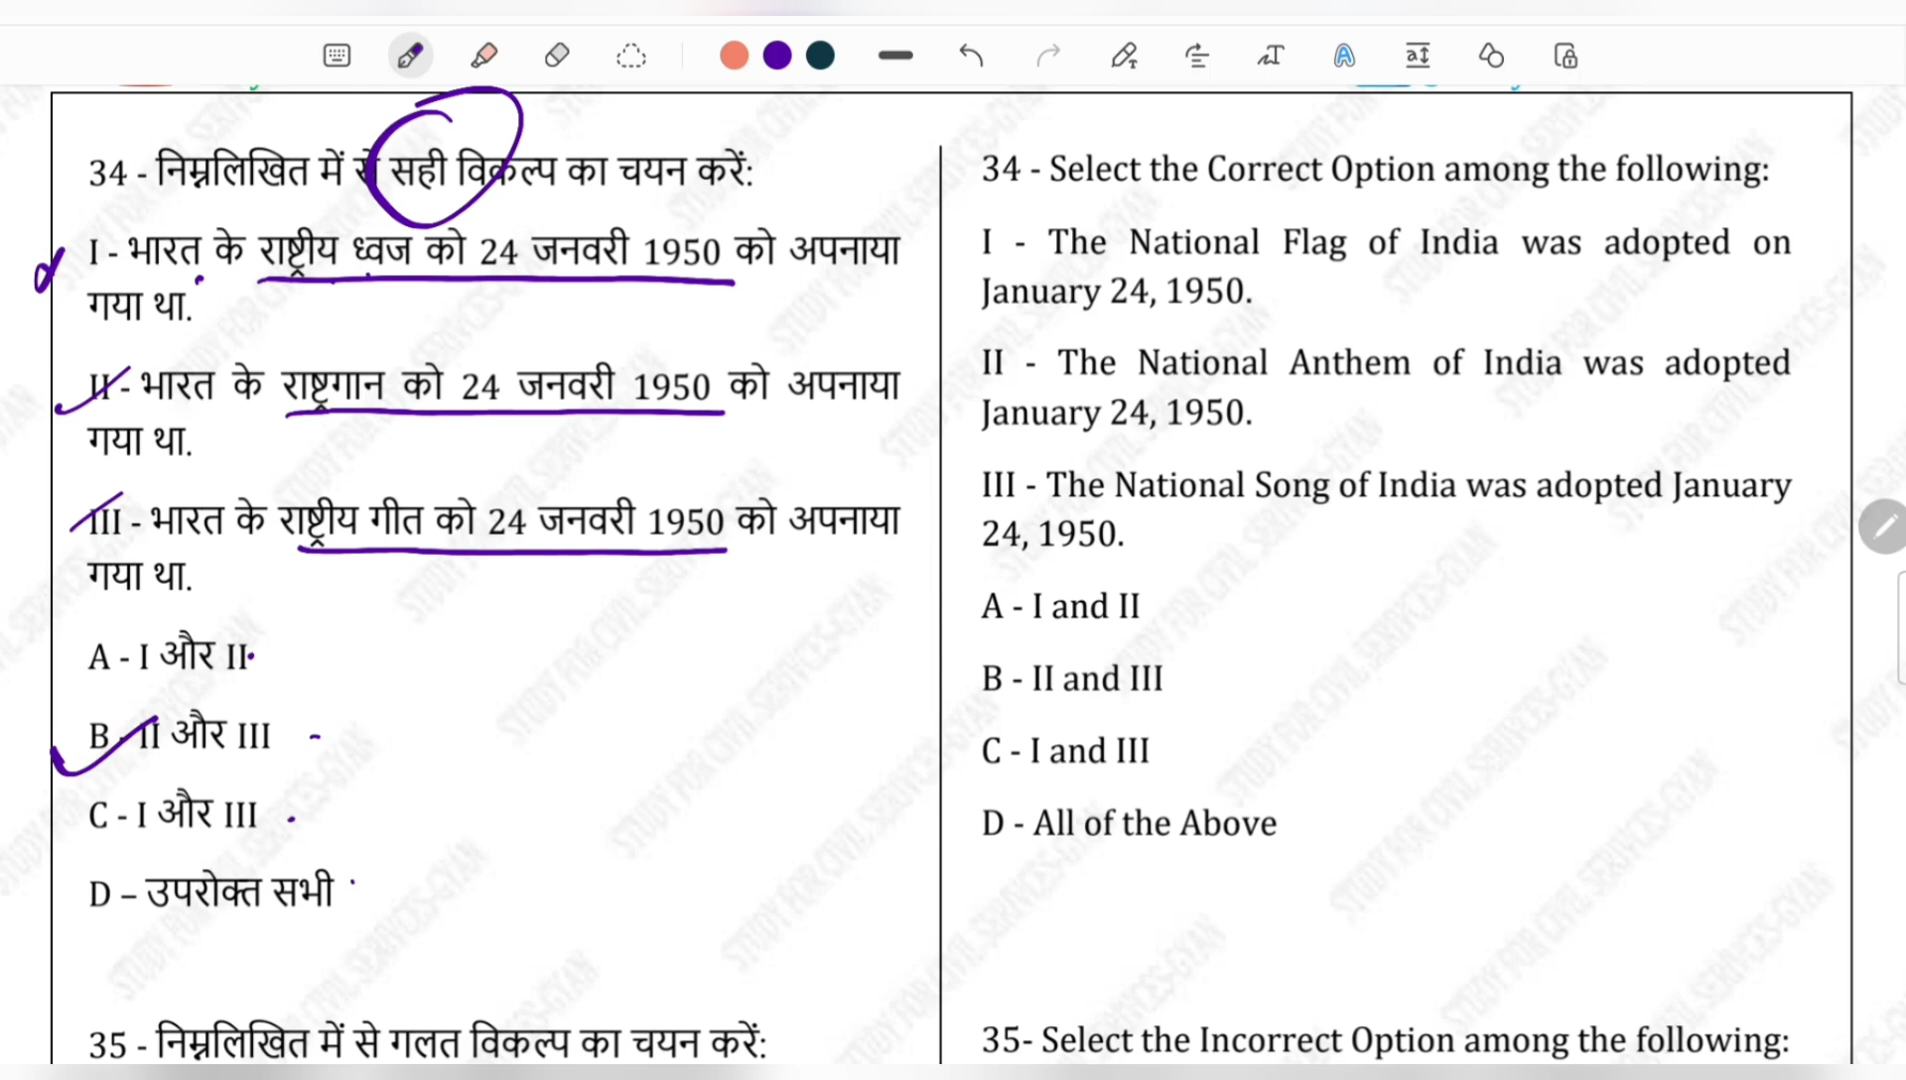 34 - निम्नलिखित में से सही विकल्प का चयन करें:
I - भारत के राष्ट्रीय ध्वज को 24 जनवरी 1950 को अपनाया
गया था.
II - भारत के राष्ट्रगान को 24 जनवरी 1950 को अपनाया
गया था.
III - भारत के राष्ट्रीय गीत को 24 जनवरी 1950 को अपनाया
गया था.
A - I और II
B - II और III
C - I और III
D – उपरोक्त सभी
35 - निम्नलिखित में से गलत विकल्प का चयन करें:
34 - Select the Correct Option among the following:
I - The National Flag of India was adopted on
January 24, 1950.
II - The National Anthem of India was adopted
January 24, 1950.
III - The National Song of India was adopted January
24, 1950.
A - I and II
B - II and III
C - I and III
D - All of the Above
35- Select the Incorrect Option among the following:
STUDY FOR CIVIL SERIVCES-GYAN